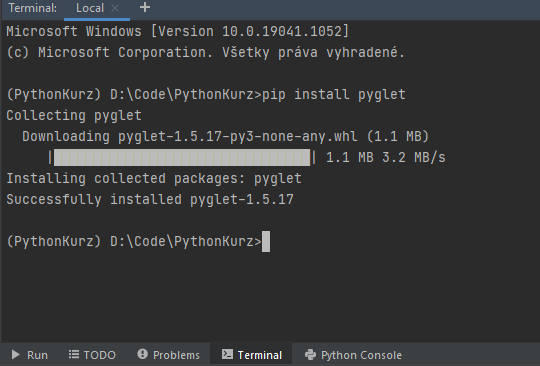 Terminal: Local × +
Microsoft Windows [Version 10.0.19041.1052]
(c) Microsoft Corporation. Všetky práva vyhradené.
(PythonKurz) D:\Code\PythonKurz>pip install pyglet
Collecting pyglet
  Downloading pyglet-1.5.17-py3-none-any.whl (1.1 MB)
     |████████████████████████████████| 1.1 MB 3.2 MB/s
Installing collected packages: pyglet
Successfully installed pyglet-1.5.17
(PythonKurz) D:\Code\PythonKurz>
Run TODO Problems Terminal Python Console